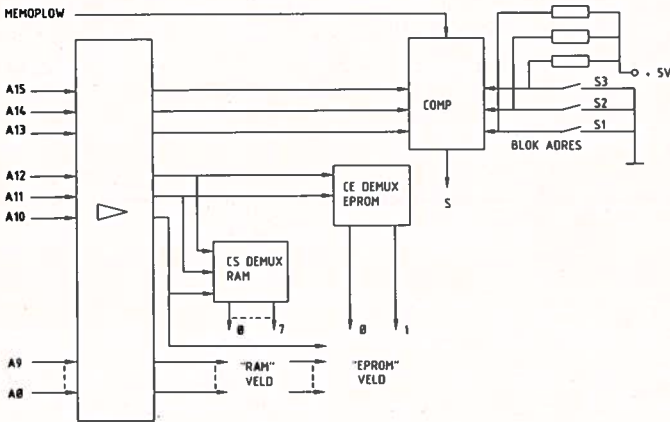 MEMOPLOW
+ 5V
A15
A14
A13
COMP
S3
S2
S1
BLOK ADRES
A12
A11
A10
CE DEMUX
EPROM
S
CS DEMUX
RAM
0
7
0
1
A9
A0
"RAM"
VELD
"EPROM"
VELD